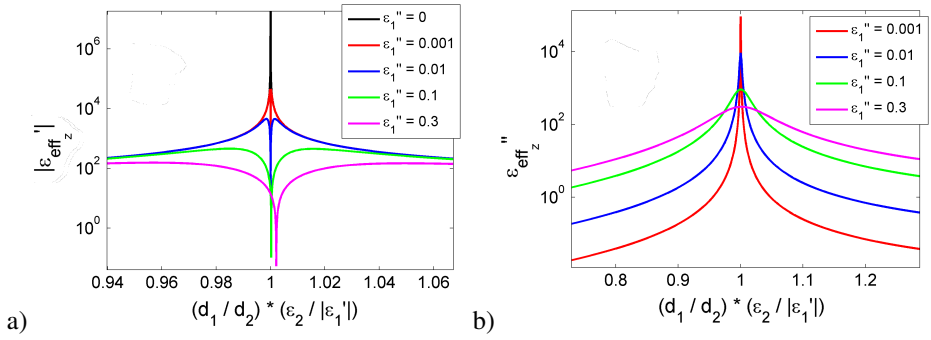 |ε_eff_z'|
10^6
10^4
10^2
10^0
ε_1'' = 0
ε_1'' = 0.001
ε_1'' = 0.01
ε_1'' = 0.1
ε_1'' = 0.3
0.94 0.96 0.98 1 1.02 1.04 1.06
(d_1 / d_2) * (ε_2 / |ε_1'|)
a)
ε_eff_z''
10^4
10^2
10^0
ε_1'' = 0.001
ε_1'' = 0.01
ε_1'' = 0.1
ε_1'' = 0.3
0.8 0.9 1 1.1 1.2
(d_1 / d_2) * (ε_2 / |ε_1'|)
b)